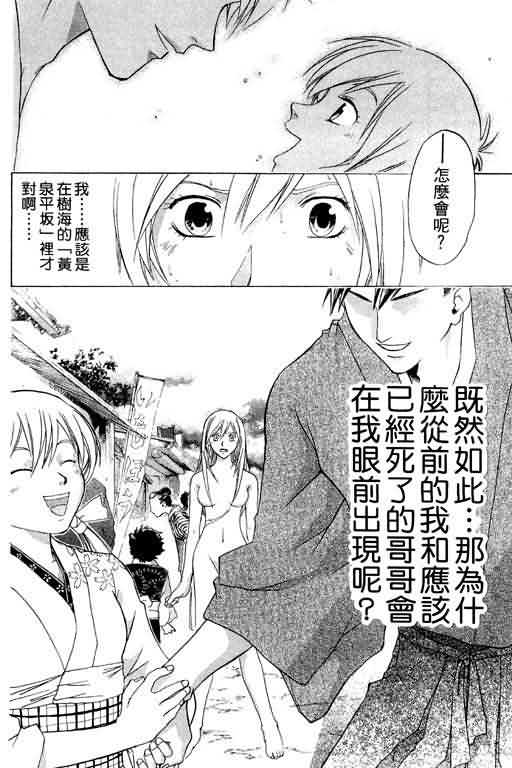 ——怎麼會呢？
我……應該是
在樹海的「黃
泉平坂」裡才
對啊……
既然如此…那為什
麼從前的我和應該
已經死了的哥哥會
在我眼前出現呢？